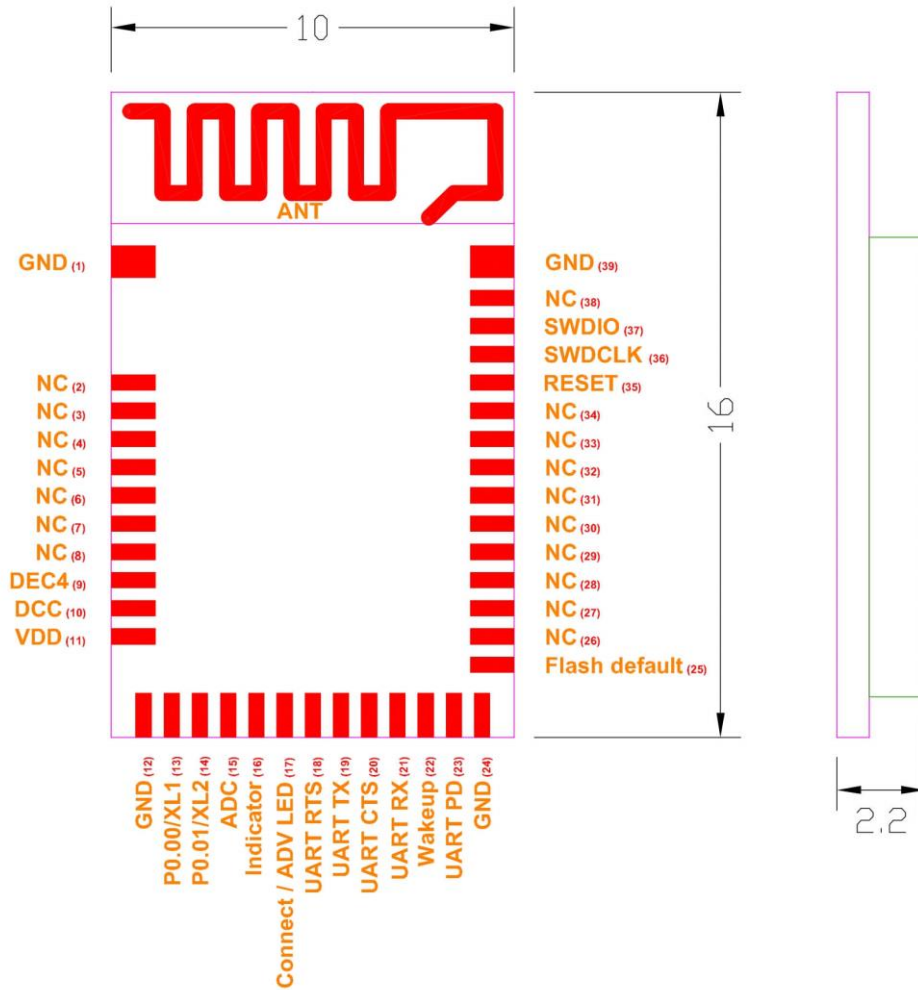 10
ANT
GND (1)
GND (39)
NC (38)
SWDIO (37)
SWDCLK (36)
NC (2)
RESET (35)
NC (3)
NC (34)
16
NC (4)
NC (33)
NC (5)
NC (32)
NC (6)
NC (31)
NC (7)
NC (30)
NC (8)
NC (29)
DEC4 (9)
NC (28)
DCC (10)
NC (27)
VDD (11)
NC (26)
Flash default (25)
GND (12)
P0.00/XL1 (13)
P0.01/XL2 (14)
ADC (15)
Indicator (16)
Connect / ADV LED (17)
UART RTS (18)
UART TX (19)
UART CTS (20)
UART RX (21)
Wakeup (22)
UART PD (23)
GND (24)
2.2